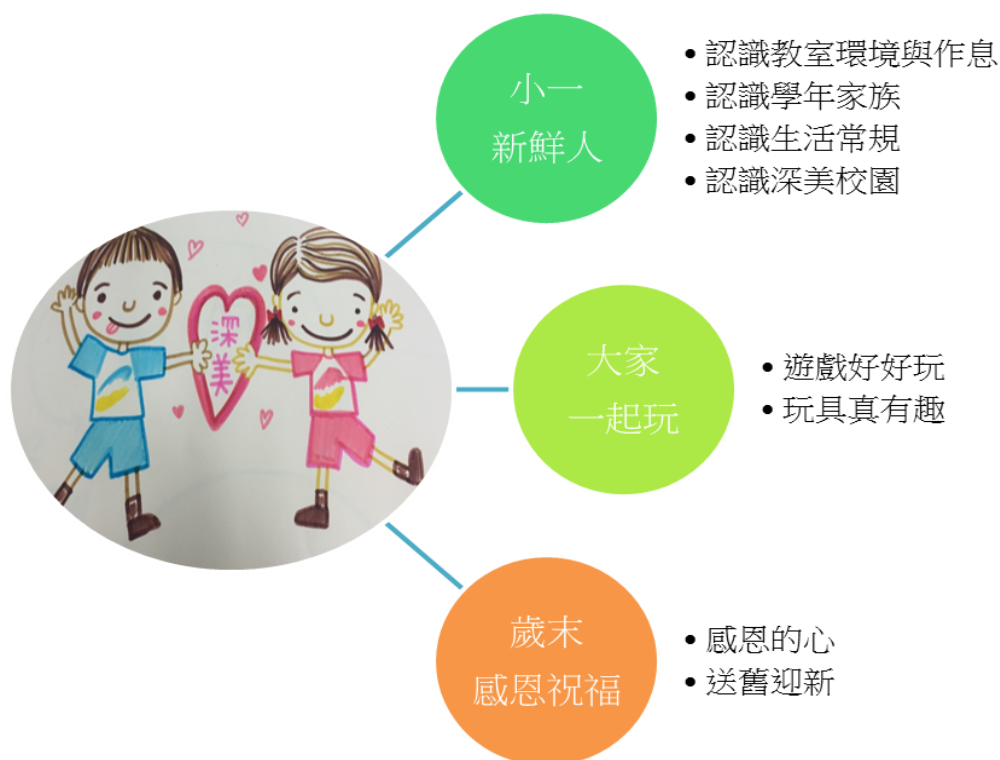 深
美
小一
新鮮人
• 認識教室環境與作息
• 認識學年家族
• 認識生活常規
• 認識深美校園
大家
一起玩
• 遊戲好好玩
• 玩具真有趣
歲末
感恩祝福
• 感恩的心
• 送舊迎新